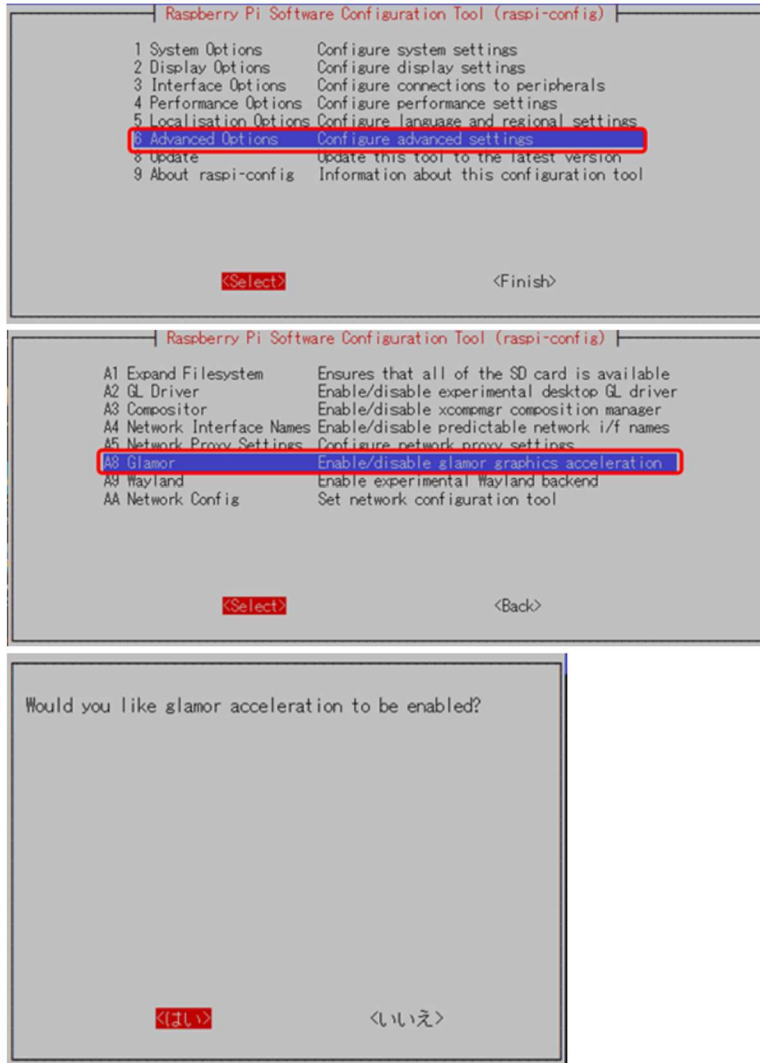 Raspberry Pi Software Configuration Tool (raspi-config)
1 System Options Configure system settings
2 Display Options Configure display settings
3 Interface Options Configure connections to peripherals
4 Performance Options Configure performance settings
5 Localisation Options Configure language and regional settings
6 Advanced Options Configure advanced settings
8 Update Update this tool to the latest version
9 About raspi-config Information about this configuration tool
<Select> <Finish>
Raspberry Pi Software Configuration Tool (raspi-config)
A1 Expand Filesystem Ensures that all of the SD card is available
A2 GL Driver Enable/disable experimental desktop GL driver
A3 Compositor Enable/disable xcompmgr composition manager
A4 Network Interface Names Enable/disable predictable network i/f names
A5 Network Proxy Settings Configure network proxy settings
A8 Glamor Enable/disable glamor graphics acceleration
A9 Wayland Enable experimental Wayland backend
AA Network Config Set network configuration tool
<Select> <Back>
Would you like glamor acceleration to be enabled?
<はい> <いいえ>